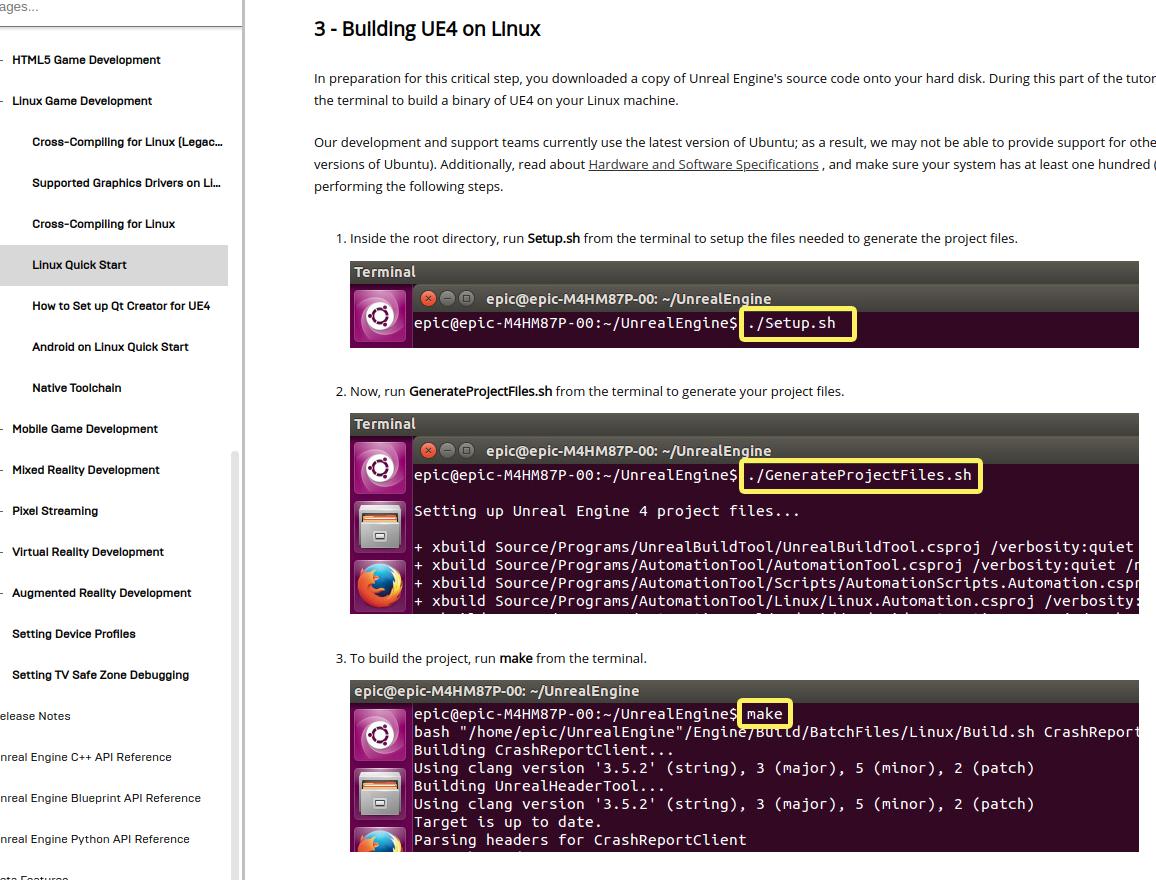 ages...
HTML5 Game Development
Linux Game Development
Cross-Compiling for Linux (Legac...
Supported Graphics Drivers on Li...
Cross-Compiling for Linux
Linux Quick Start
How to Set up Qt Creator for UE4
Android on Linux Quick Start
Native Toolchain
Mobile Game Development
Mixed Reality Development
Pixel Streaming
Virtual Reality Development
Augmented Reality Development
Setting Device Profiles
Setting TV Safe Zone Debugging
elease Notes
nreal Engine C++ API Reference
nreal Engine Blueprint API Reference
nreal Engine Python API Reference
3 - Building UE4 on Linux
In preparation for this critical step, you downloaded a copy of Unreal Engine's source code onto your hard disk. During this part of the tutor
the terminal to build a binary of UE4 on your Linux machine.
Our development and support teams currently use the latest version of Ubuntu; as a result, we may not be able to provide support for othe
versions of Ubuntu). Additionally, read about Hardware and Software Specifications , and make sure your system has at least one hundred (
performing the following steps.
1. Inside the root directory, run Setup.sh from the terminal to setup the files needed to generate the project files.
Terminal
epic@epic-M4HM87P-00: ~/UnrealEngine
epic@epic-M4HM87P-00:~/UnrealEngine$ ./Setup.sh
2. Now, run GenerateProjectFiles.sh from the terminal to generate your project files.
Terminal
epic@epic-M4HM87P-00: ~/UnrealEngine
epic@epic-M4HM87P-00:~/UnrealEngine$ ./GenerateProjectFiles.sh
Setting up Unreal Engine 4 project files...
+ xbuild Source/Programs/UnrealBuildTool/UnrealBuildTool.csproj /verbosity:quiet
+ xbuild Source/Programs/AutomationTool/AutomationTool.csproj /verbosity:quiet /n
+ xbuild Source/Programs/AutomationTool/Scripts/AutomationScripts.Automation.cspr
+ xbuild Source/Programs/AutomationTool/Linux/Linux.Automation.csproj /verbosity:
3. To build the project, run make from the terminal.
epic@epic-M4HM87P-00: ~/UnrealEngine
epic@epic-M4HM87P-00:~/UnrealEngine$ make
bash "/home/epic/UnrealEngine"/Engine/Build/BatchFiles/Linux/Build.sh CrashReport
Building CrashReportClient...
Using clang version '3.5.2' (string), 3 (major), 5 (minor), 2 (patch)
Building UnrealHeaderTool...
Using clang version '3.5.2' (string), 3 (major), 5 (minor), 2 (patch)
Target is up to date.
Parsing headers for CrashReportClient